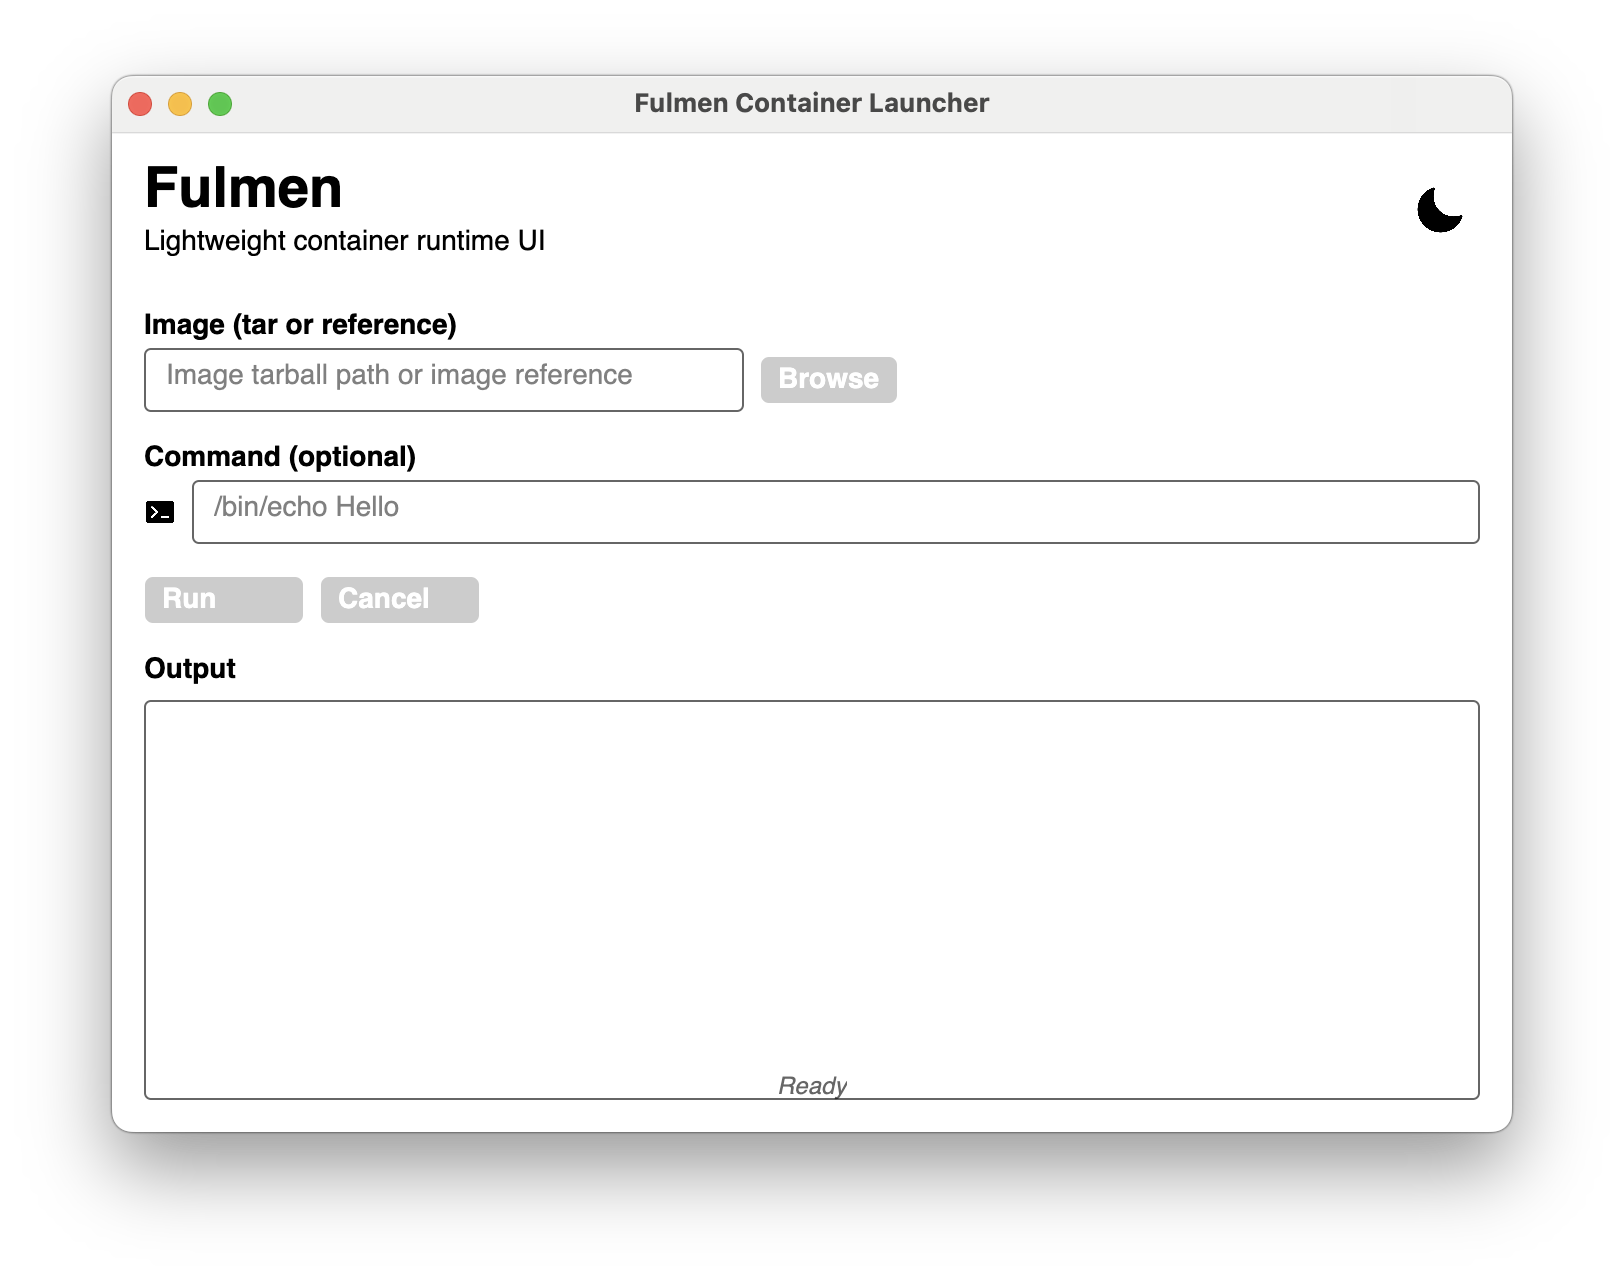 Fulmen Container Launcher
Fulmen
Lightweight container runtime UI
Image (tar or reference)
Image tarball path or image reference
Browse
Command (optional)
/bin/echo Hello
Run
Cancel
Output
Ready